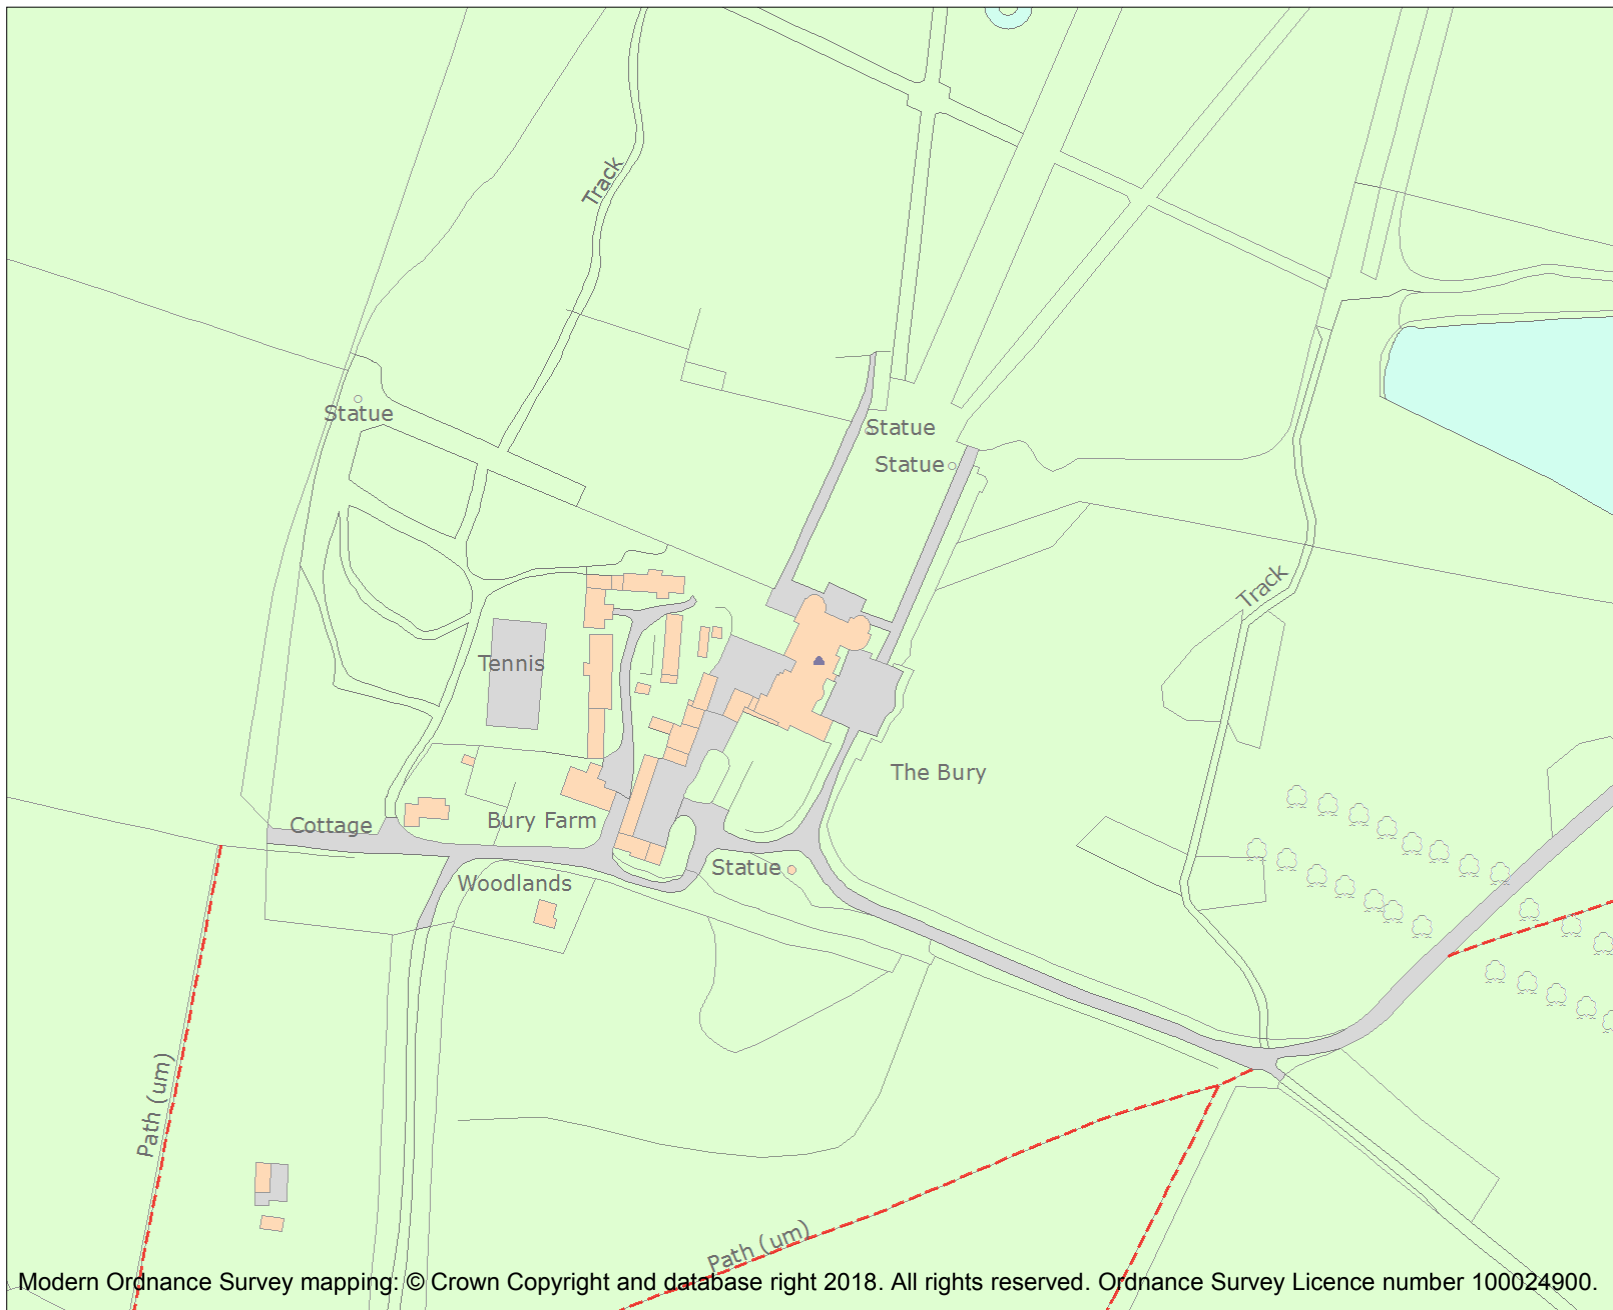 Track
Statue
Statue
Statue
Track
Tennis
The Bury
Cottage
Bury Farm
Statue
Woodlands
Path (um)
Path (um)
Modern Ordnance Survey mapping: © Crown Copyright and database right 2018. All rights reserved. Ordnance Survey Licence number 100024900.